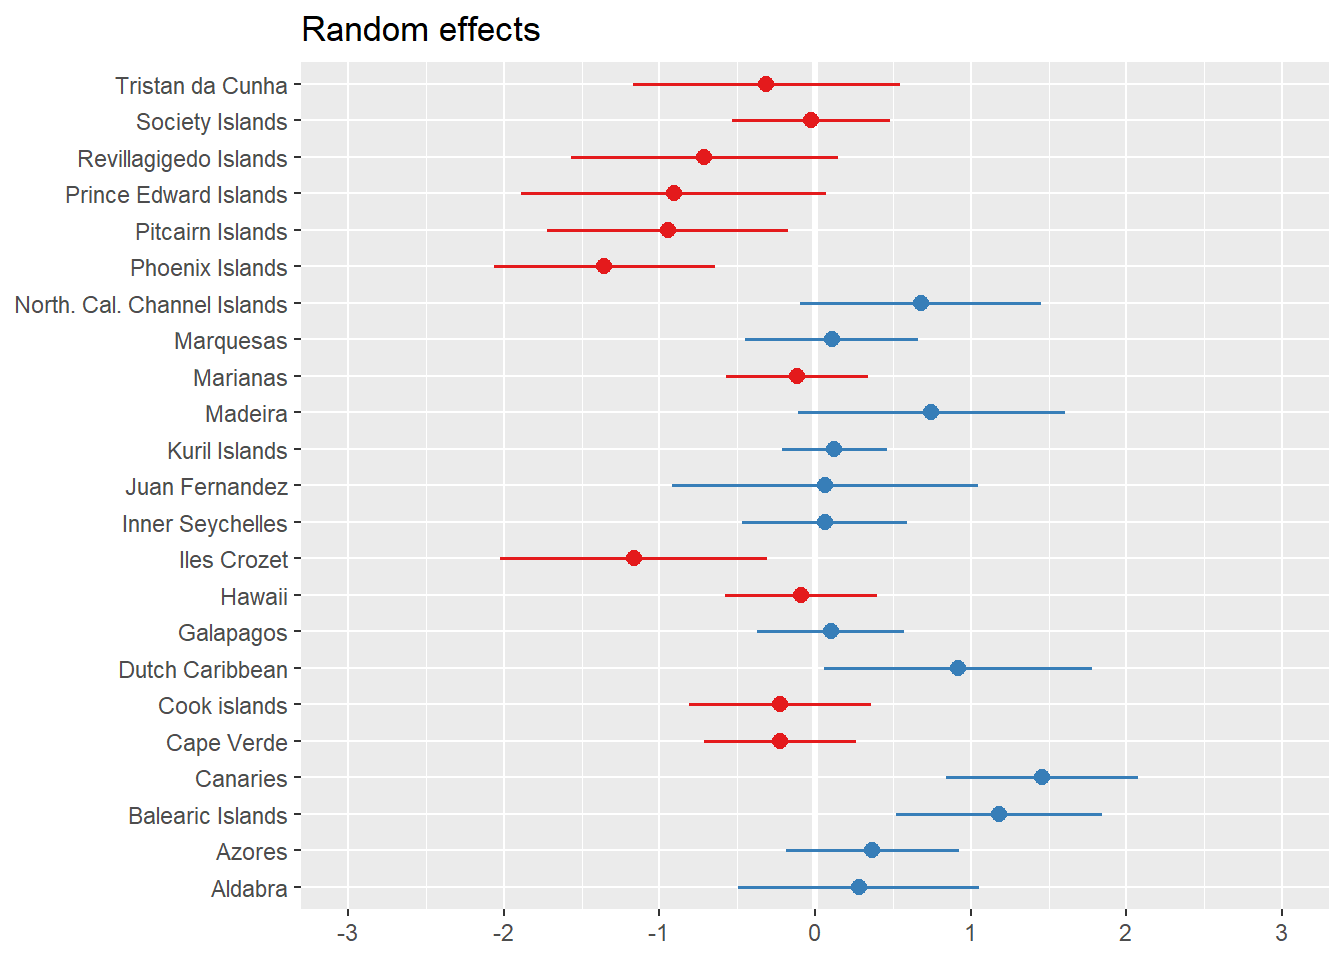 Random effects
Tristan da Cunha
Society Islands
Revillagigedo Islands
Prince Edward Islands
Pitcairn Islands
Phoenix Islands
North. Cal. Channel Islands
Marquesas
Marianas
Madeira
Kuril Islands
Juan Fernandez
Inner Seychelles
Iles Crozet
Hawaii
Galapagos
Dutch Caribbean
Cook islands
Cape Verde
Canaries
Balearic Islands
Azores
Aldabra
-3 -2 -1 0 1 2 3